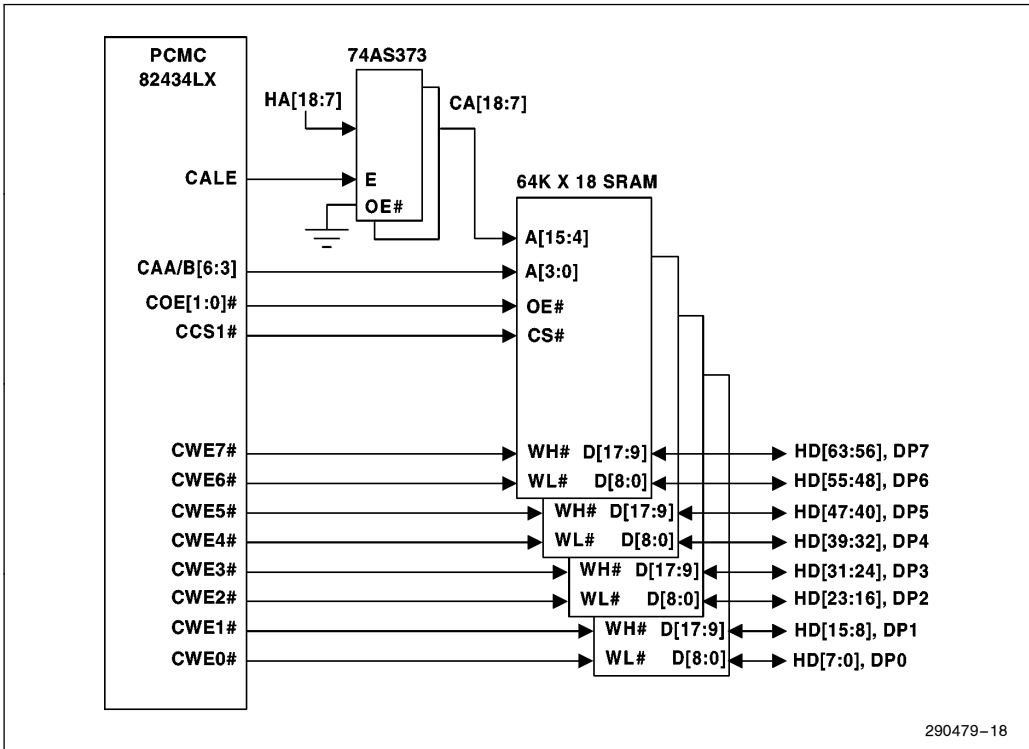 PCMC
82434LX
74AS373
HA[18:7]
CA[18:7]
CALE
E
OE#
64K X 18 SRAM
A[15:4]
CAA/B[6:3]
A[3:0]
COE[1:0]#
OE#
CCS1#
CS#
CWE7# WH# D[17:9] HD[63:56], DP7
CWE6# WL# D[8:0] HD[55:48], DP6
CWE5# WH# D[17:9] HD[47:40], DP5
CWE4# WL# D[8:0] HD[39:32], DP4
CWE3# WH# D[17:9] HD[31:24], DP3
CWE2# WL# D[8:0] HD[23:16], DP2
CWE1# WH# D[17:9] HD[15:8], DP1
CWE0# WL# D[8:0] HD[7:0], DP0
290479-18